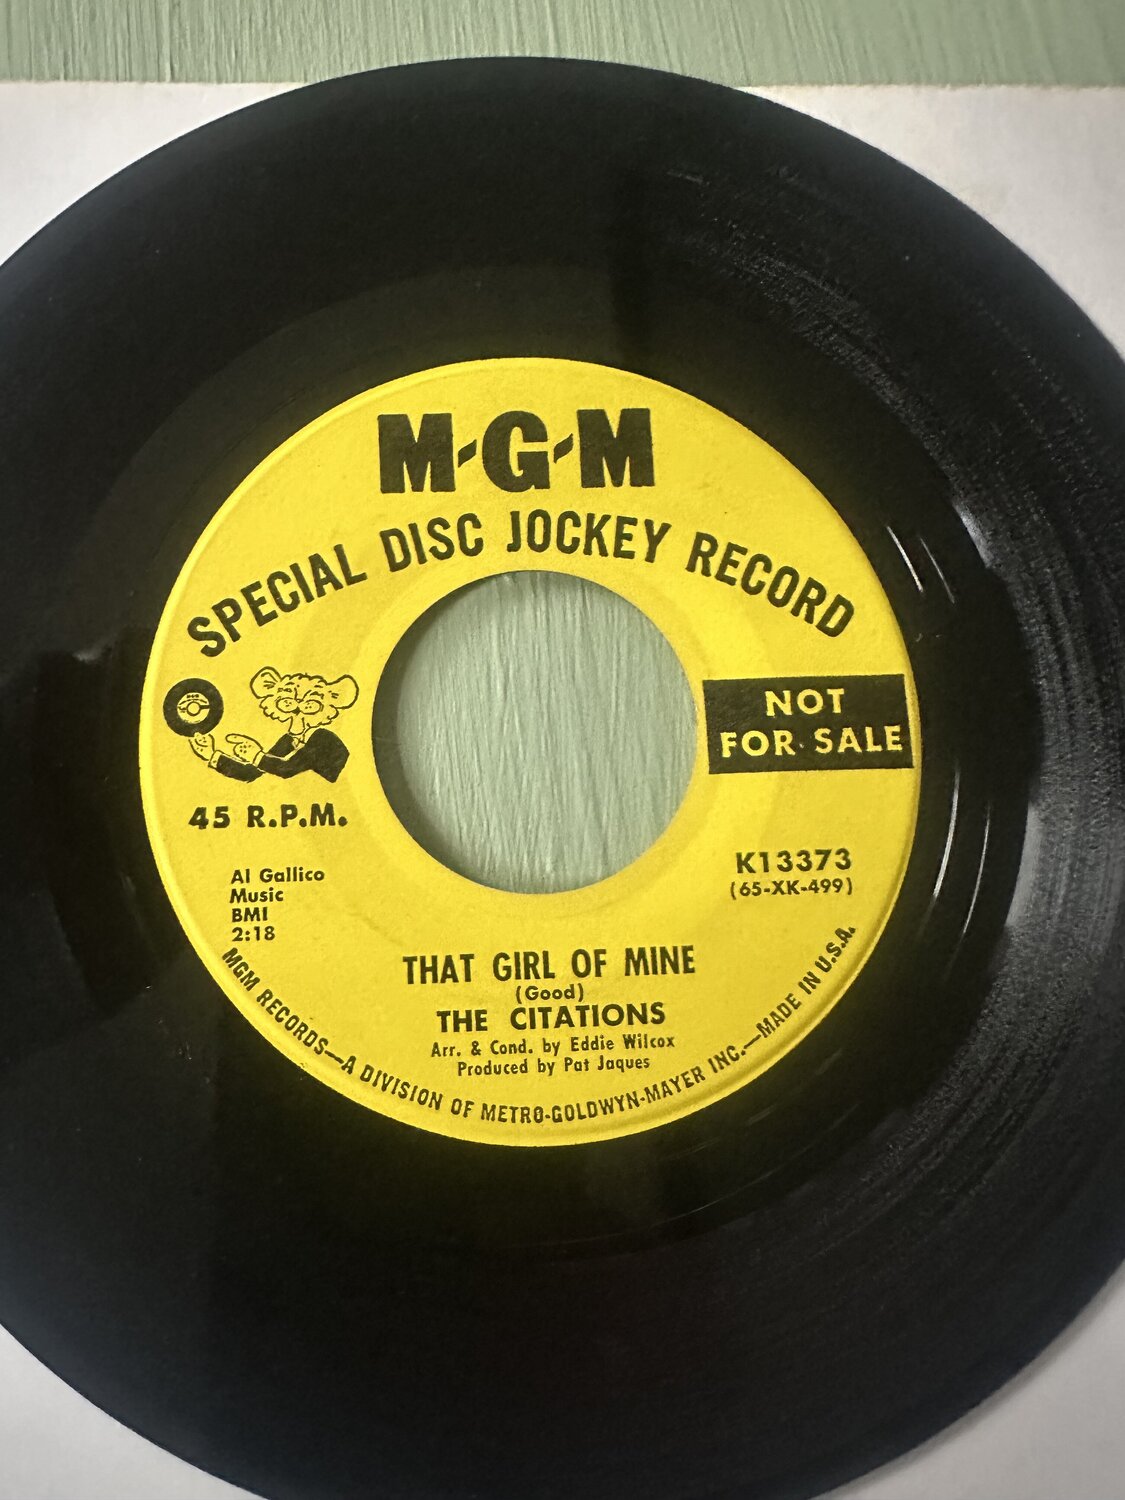 M-G-M
SPECIAL DISC JOCKEY RECORD
NOT
FOR SALE
45 R.P.M.
K13373
(65-XK-499)
Al Gallico
Music
BMI
2:18
THAT GIRL OF MINE
(Good)
THE CITATIONS
Arr. & Cond. by Eddie Wilcox
Produced by Pat Jaques
MGM RECORDS—A DIVISION OF METRO-GOLDWYN-MAYER INC.—MADE IN U.S.A.